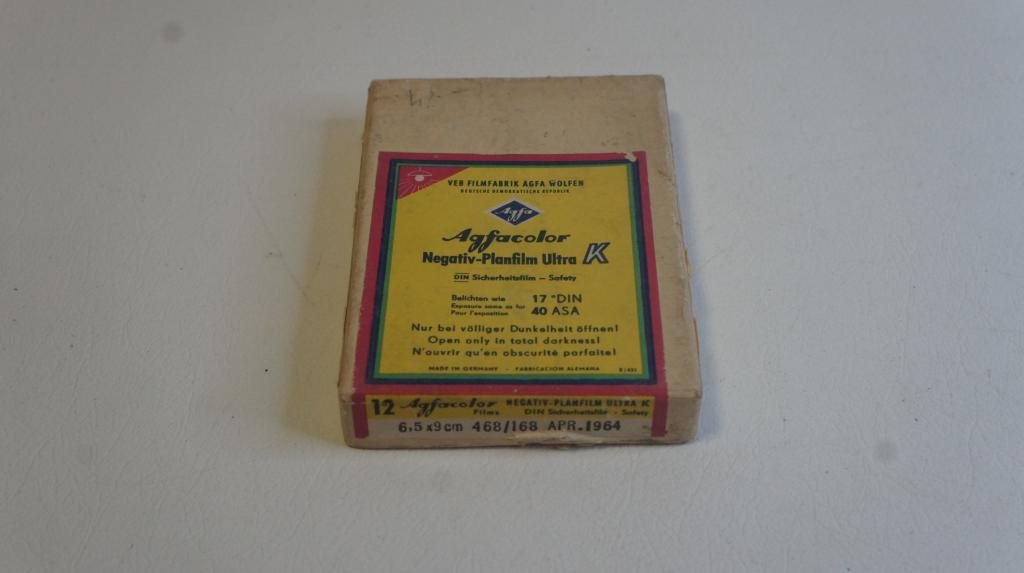 VEB FILMFABRIK AGFA WOLFEN
DEUTSCHE DEMOKRATISCHE REPUBLIK
Agfa
Agfacolor
Negativ-Planfilm Ultra K
DIN Sicherheitsfilm – Safety
Belichten wie 17 °DIN
Exposure same as for
Pour l'exposition 40 ASA
Nur bei völliger Dunkelheit öffnen!
Open only in total darkness!
N'ouvrir qu'en obscurité parfaite!
MADE IN GERMANY - FABRICACION ALEMANA
12 Agfacolor NEGATIV-PLANFILM ULTRA K
Films DIN Sicherheitsfilm - Safety
6,5 x 9 cm 468/168 APR. 1964